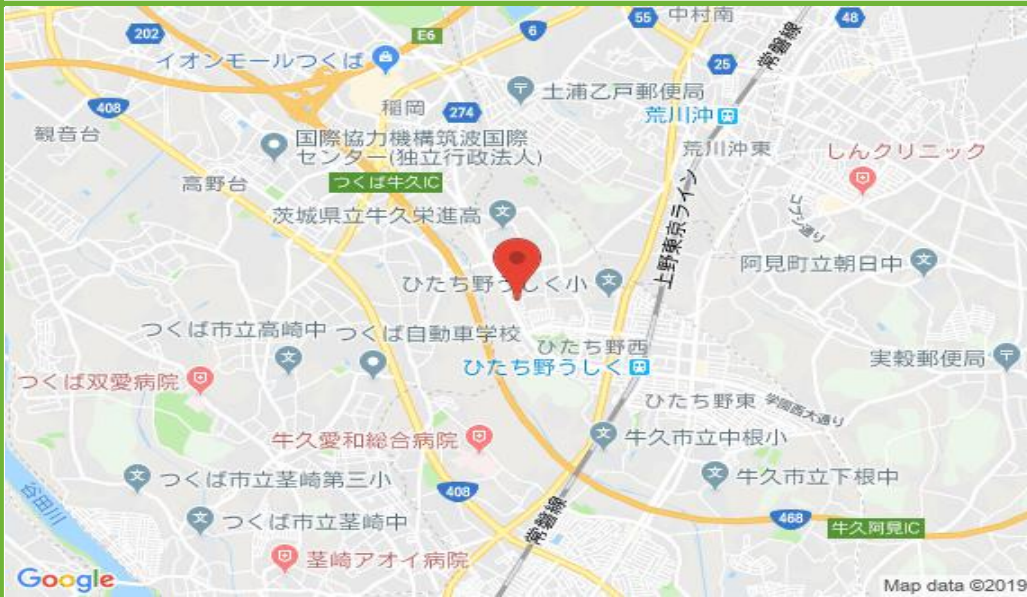 202
55
中村南
48
E6
6
イオンモールつくば
25
常磐線
408
稲岡
274
土浦乙戸郵便局
荒川沖
観音台
国際協力機構筑波国際
センター(独立行政法人)
荒川沖東
しんクリニック
高野台
つくば牛久IC
茨城県立牛久栄進高
コブシ通り
上野東京ライン
阿見町立朝日中
ひたち野うしく小
つくば市立高崎中
つくば自動車学校
ひたち野西
実穀郵便局
つくば双愛病院
ひたち野うしく
ひたち野東
学園西大通り
牛久愛和総合病院
牛久市立中根小
つくば市立茎崎第三小
牛久市立下根中
408
谷田川
つくば市立茎崎中
常磐線
468
牛久阿見IC
茎崎アオイ病院
Google
Map data ©2019